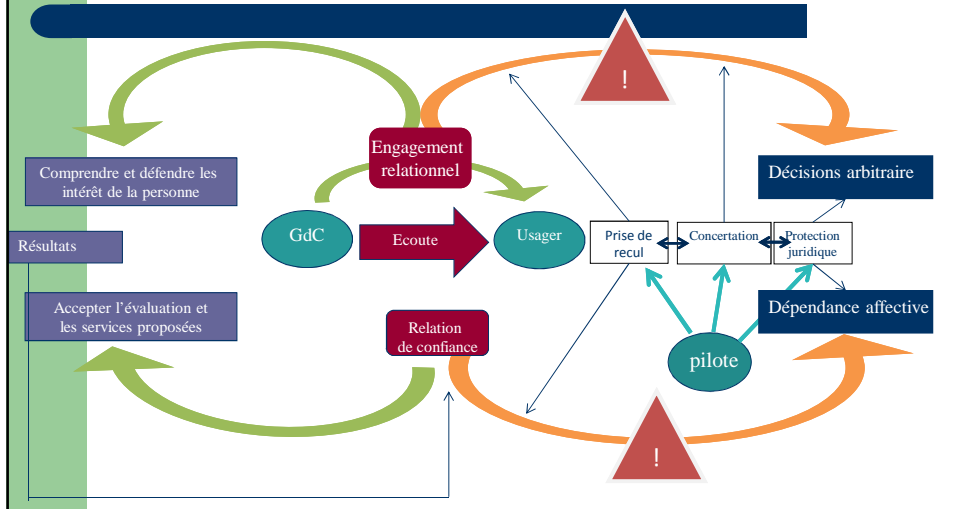 !
Engagement
relationnel
Comprendre et défendre les
intérêt de la personne
Décisions arbitraire
GdC
Ecoute
Usager
Prise de
recul
Concertation
Protection
juridique
Résultats
Accepter l’évaluation et
les services proposées
Dépendance affective
Relation
de confiance
pilote
!